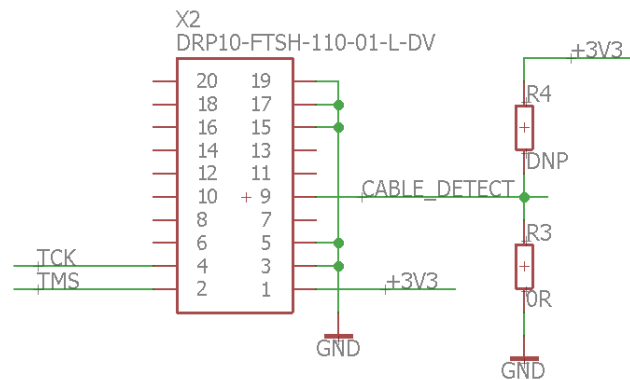 X2
DRP10-FTSH-110-01-L-DV
+3V3
20 19
R4
18 17
16 15
14 13
DNP
12 11
10 9
CABLE_DETECT
8 7
R3
6 5
TCK
4 3
TMS
2 1
+3V3
0R
GND
GND